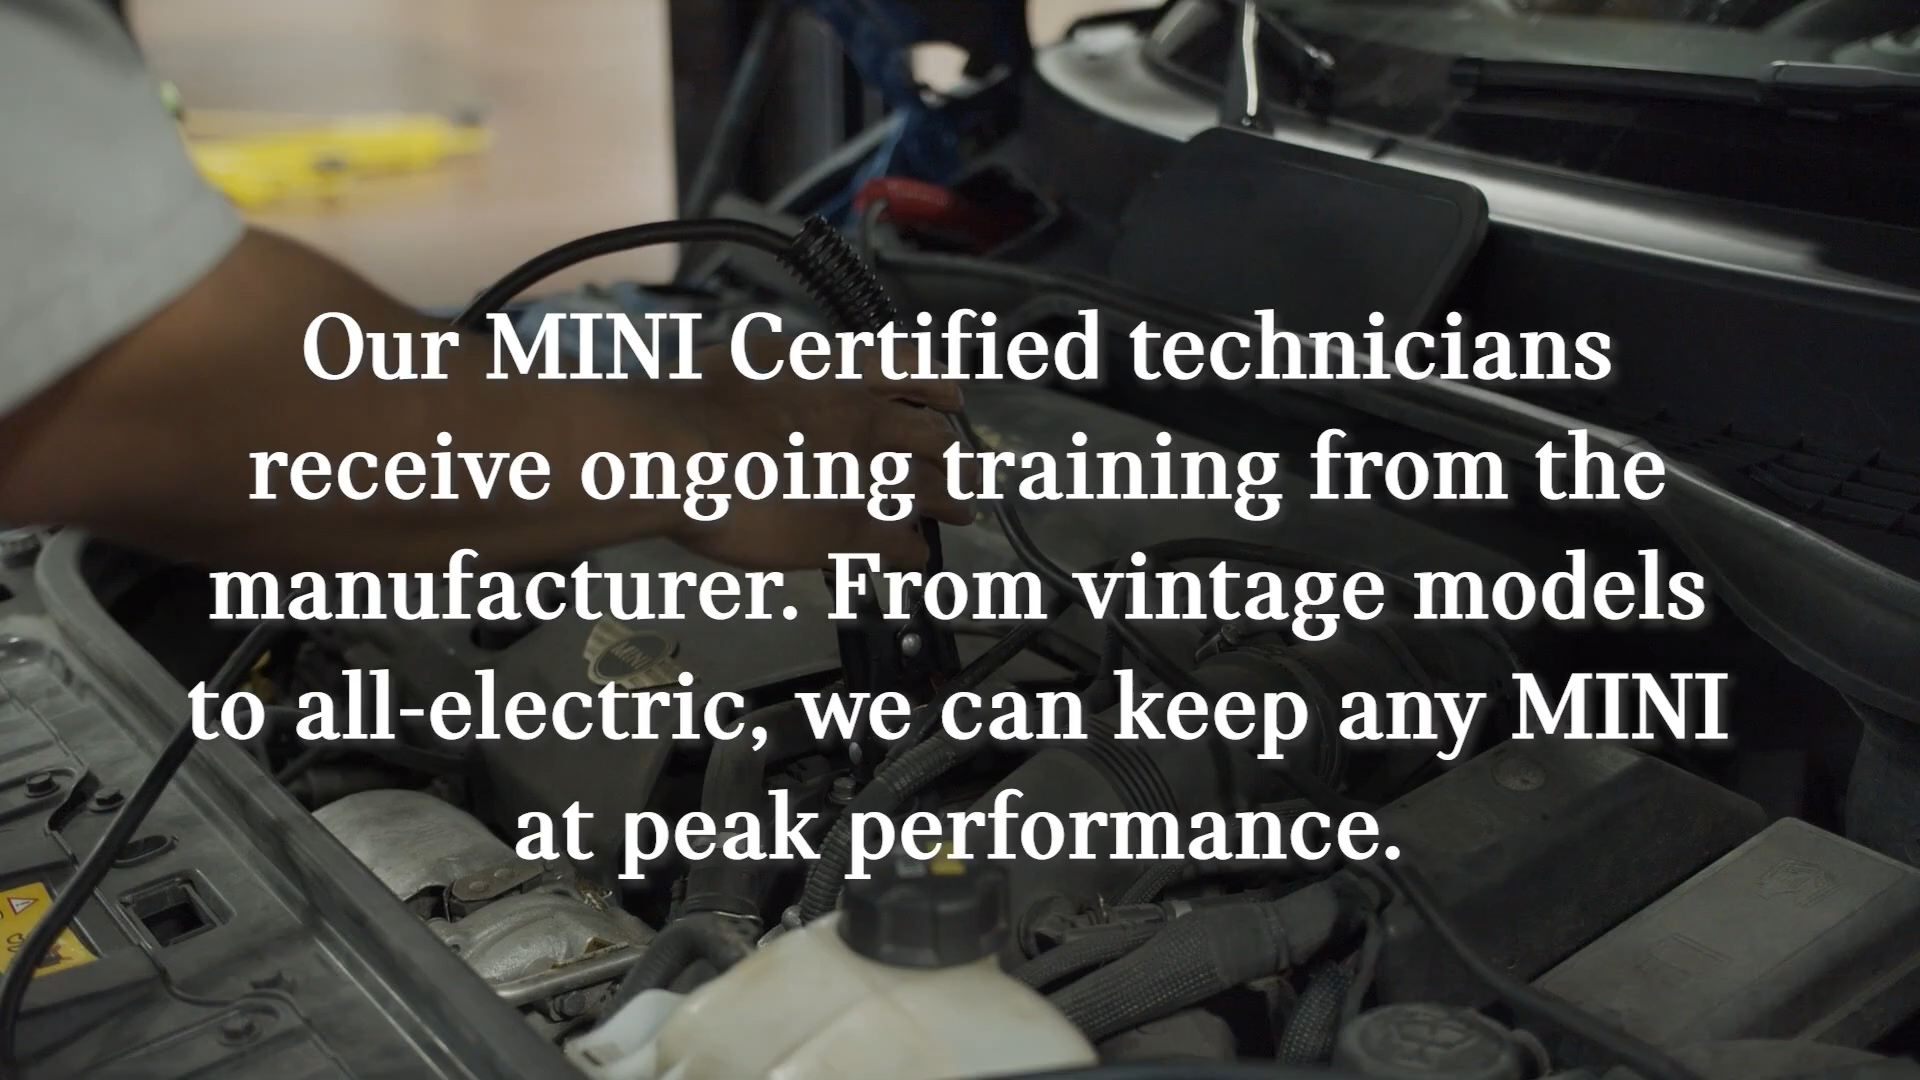 Our MINI Certified technicians
receive ongoing training from the
manufacturer. From vintage models
to all-electric, we can keep any MINI
at peak performance.
MINI